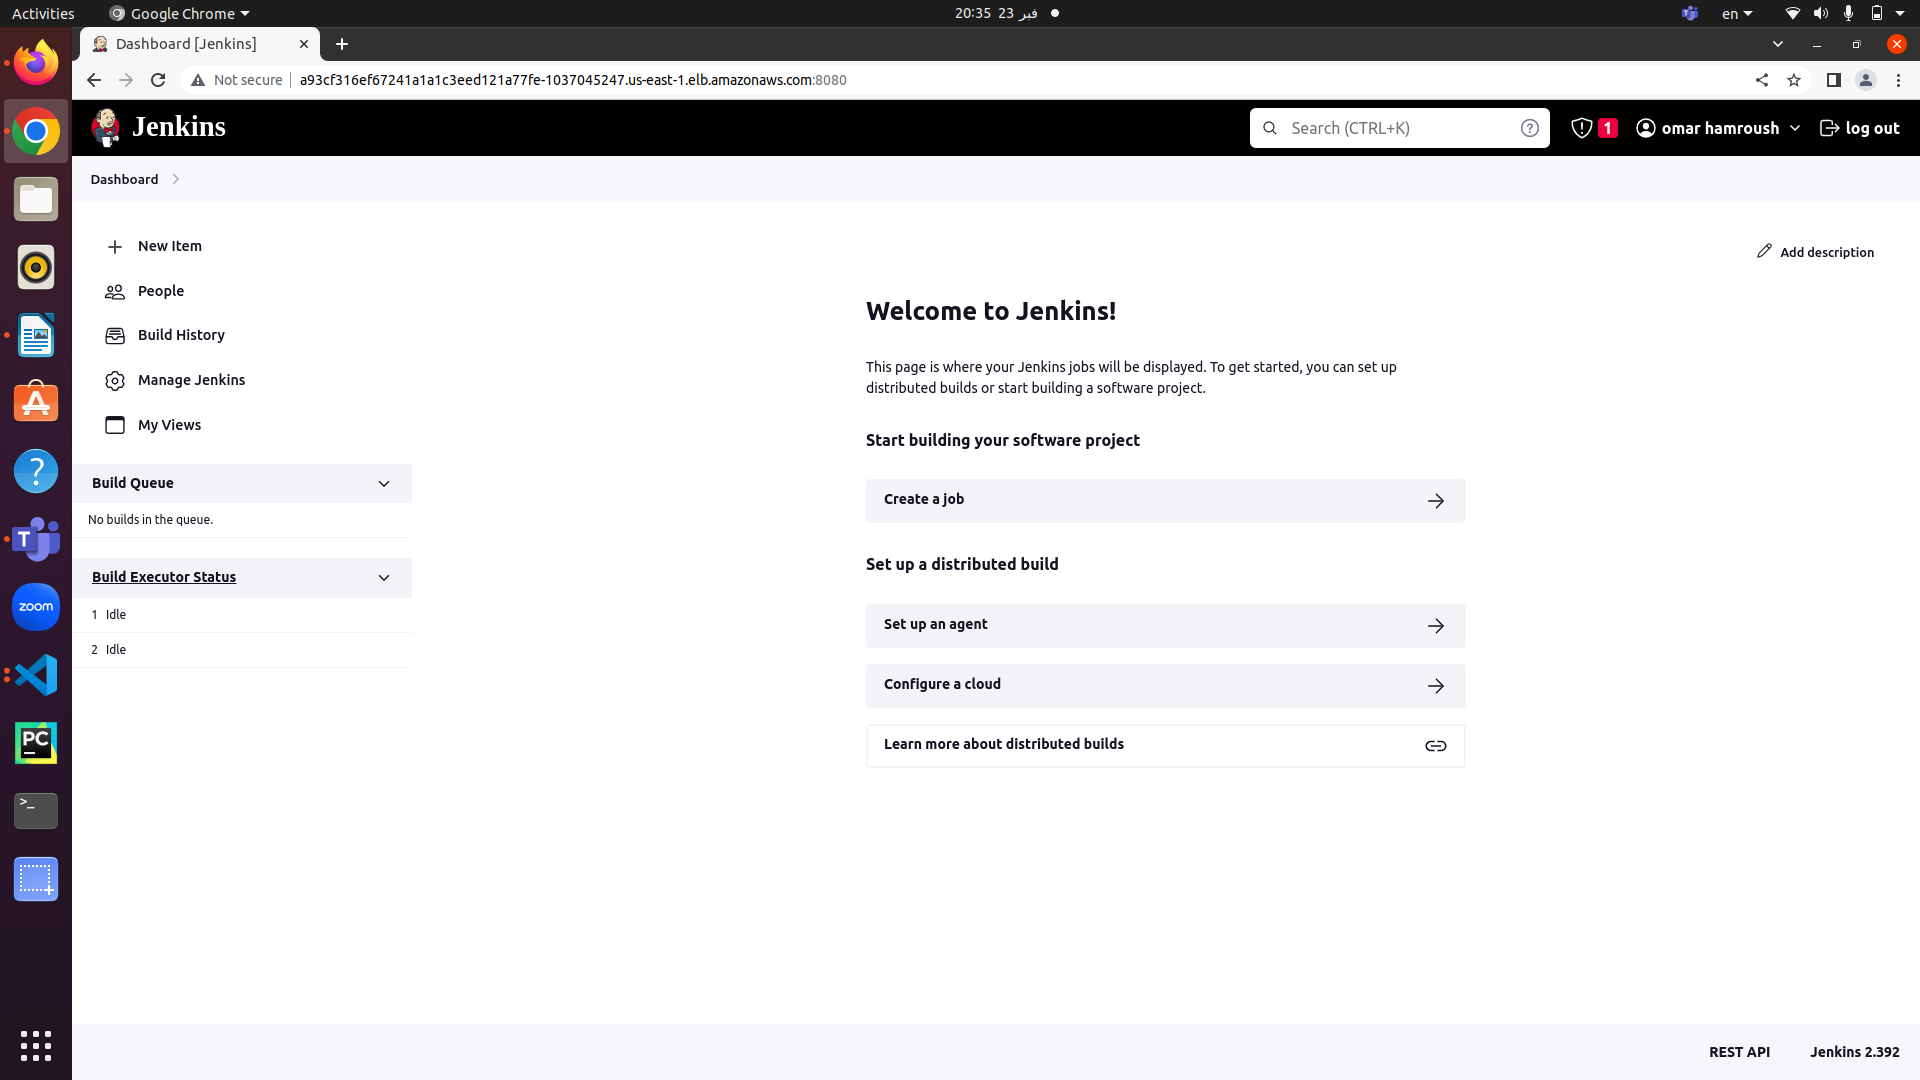 Activities
Google Chrome
20:35 23 فبر
en
Dashboard [Jenkins]
Not secure
a93cf316ef67241a1a1c3eed121a77fe-1037045247.us-east-1.elb.amazonaws.com:8080
Jenkins
Search (CTRL+K)
?
1
omar hamroush
log out
Dashboard
New Item
People
Build History
Manage Jenkins
My Views
Build Queue
No builds in the queue.
Build Executor Status
1 Idle
2 Idle
Add description
Welcome to Jenkins!
This page is where your Jenkins jobs will be displayed. To get started, you can set up
distributed builds or start building a software project.
Start building your software project
Create a job
Set up a distributed build
Set up an agent
Configure a cloud
Learn more about distributed builds
?
T
zoom
PC
>_
REST API
Jenkins 2.392